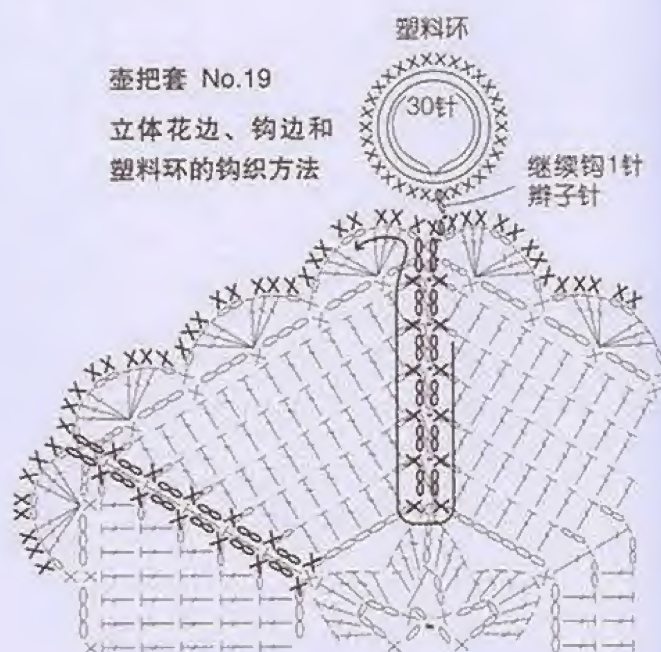 塑料环
壶把套 No.19
立体花边、钩边和
塑料环的钩织方法
30针
继续钩1针
辫子针